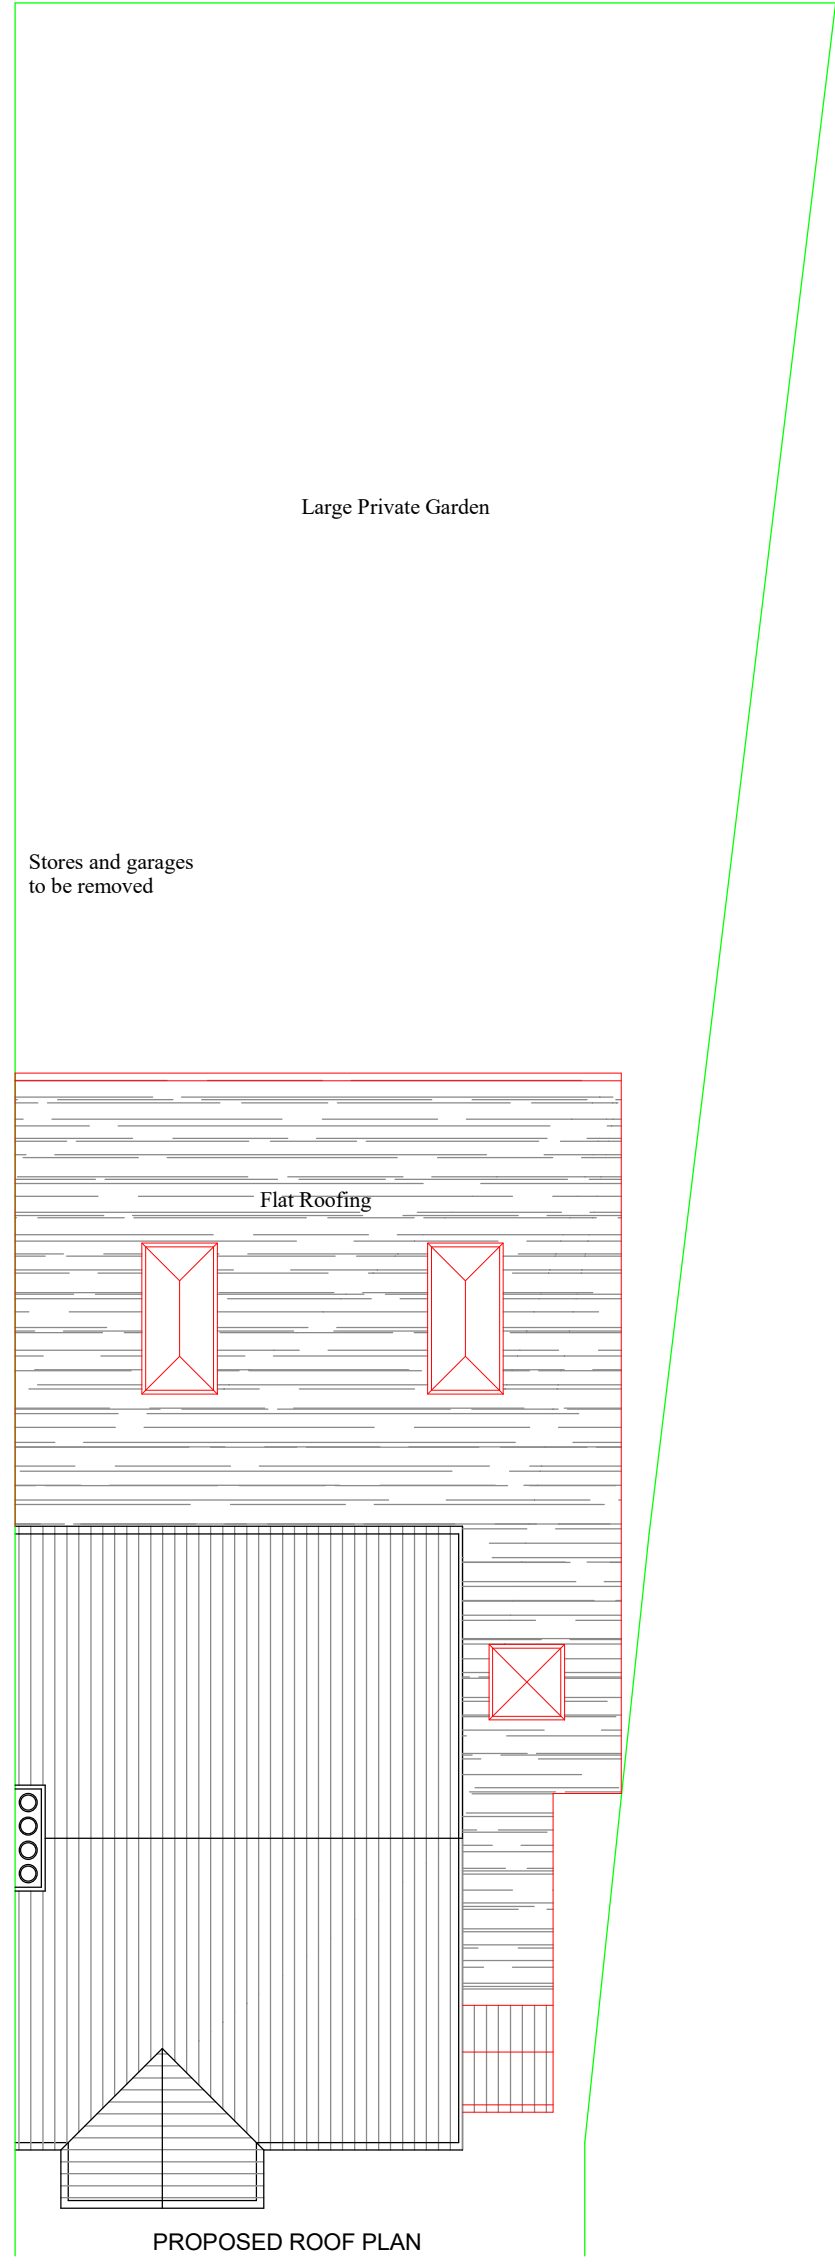 Large Private Garden
Stores and garages
to be removed
Flat Roofing
PROPOSED ROOF PLAN